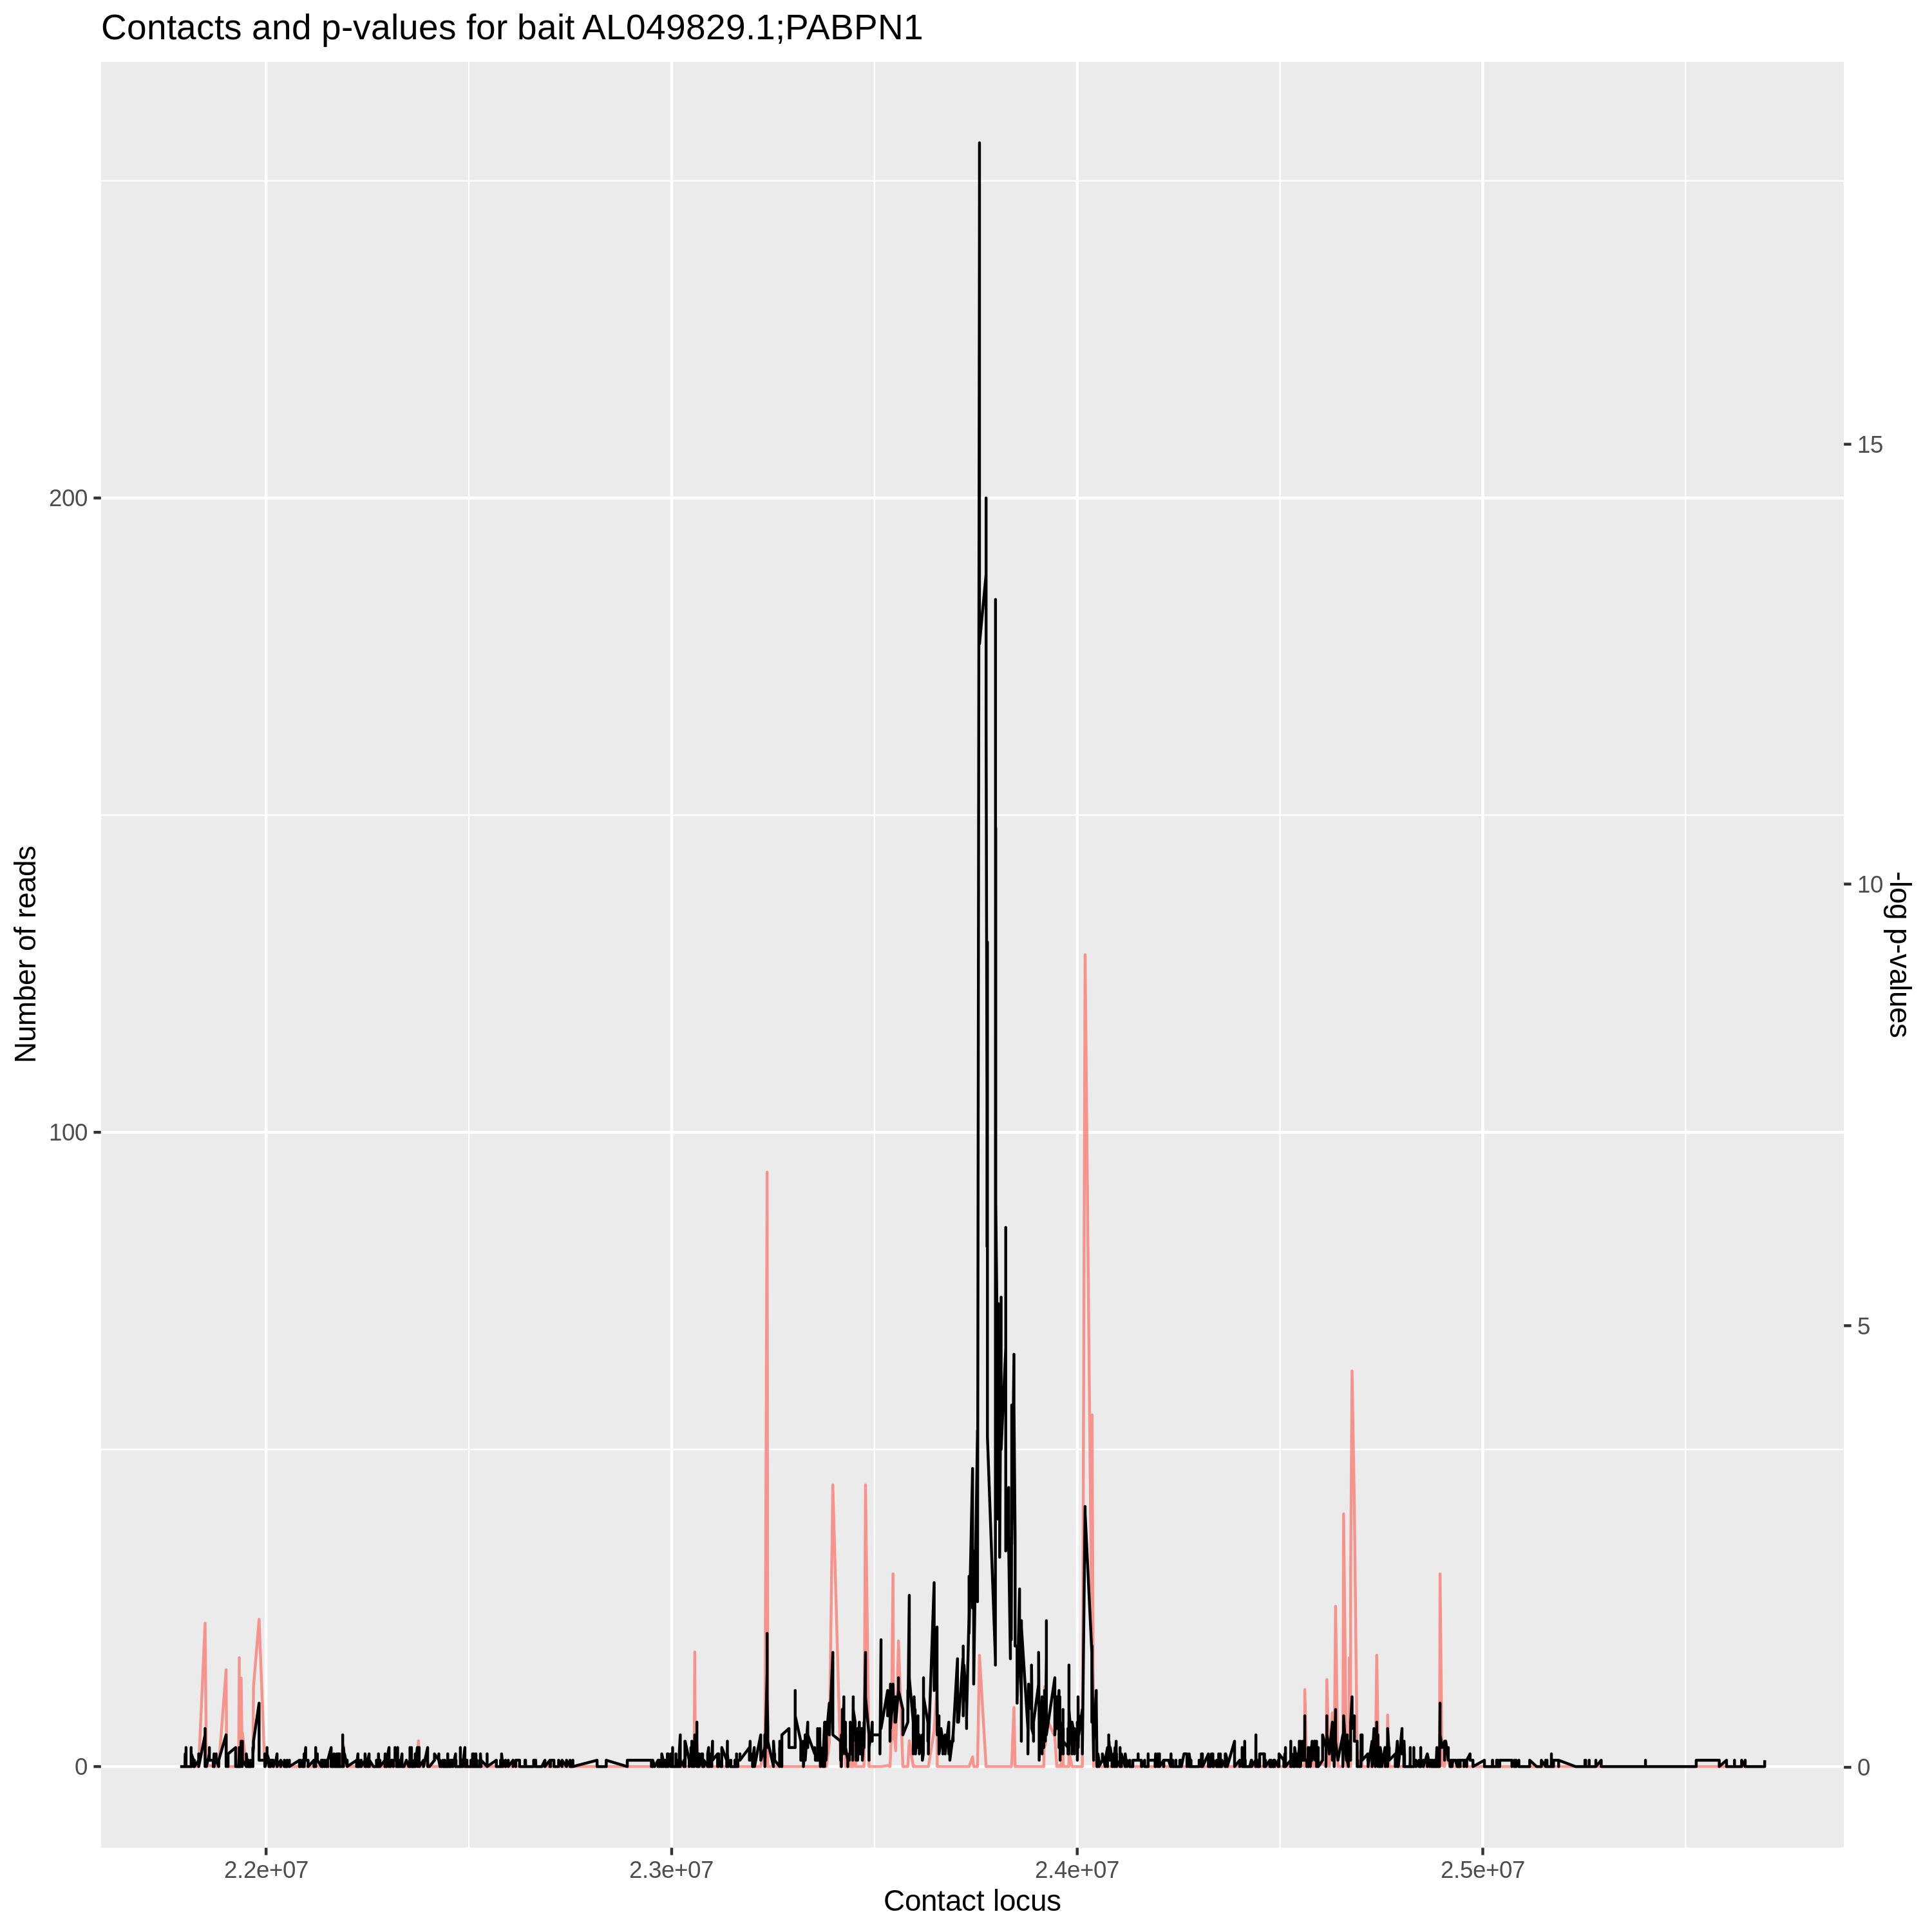 Contacts and p-values for bait AL049829.1;PABPN1
Number of reads
200
100
0
15
10
5
0
-log p-values
2.2e+07
2.3e+07
2.4e+07
2.5e+07
Contact locus